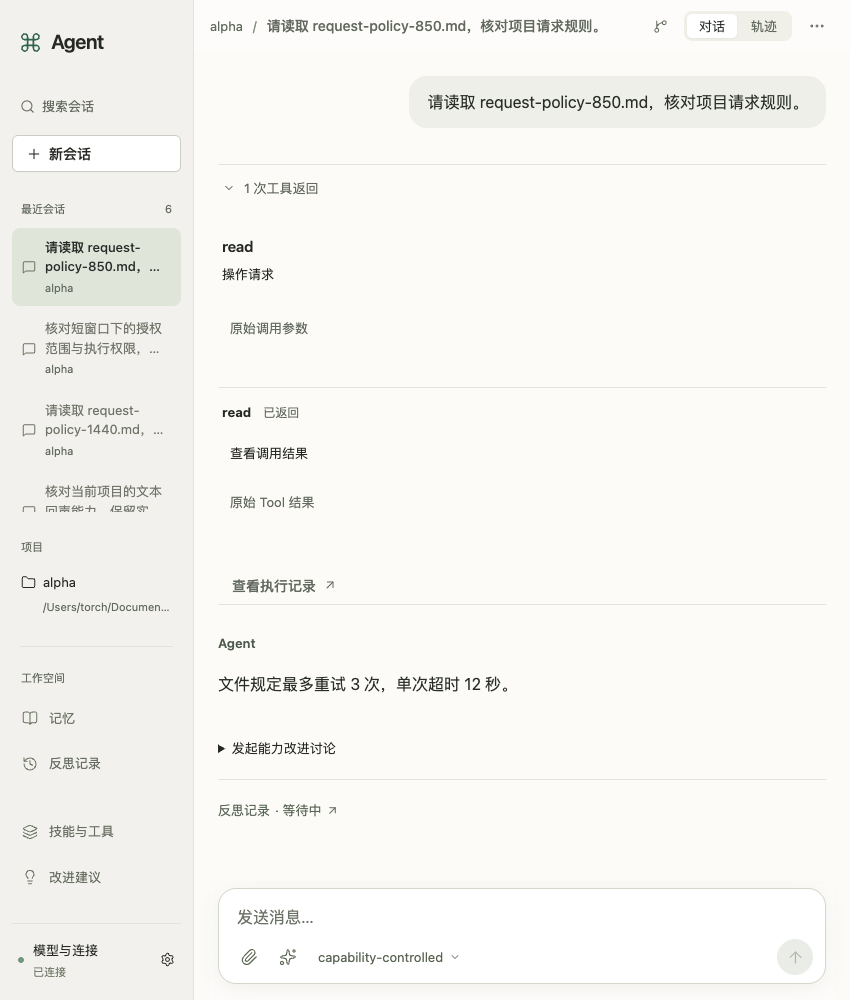 Agent
搜索会话
新会话
最近会话 6
请读取 request-
policy-850.md，...
alpha
核对短窗口下的授权
范围与执行权限，...
alpha
请读取 request-
policy-1440.md，...
alpha
核对当前项目的文本
项目
alpha
/Users/torch/Documen...
工作空间
记忆
反思记录
技能与工具
改进建议
模型与连接
已连接
alpha / 请读取 request-policy-850.md，核对项目请求规则。
对话 轨迹
请读取 request-policy-850.md，核对项目请求规则。
1 次工具返回
read
操作请求
原始调用参数
read 已返回
查看调用结果
原始 Tool 结果
查看执行记录
Agent
文件规定最多重试 3 次，单次超时 12 秒。
发起能力改进讨论
反思记录 · 等待中
发送消息...
capability-controlled